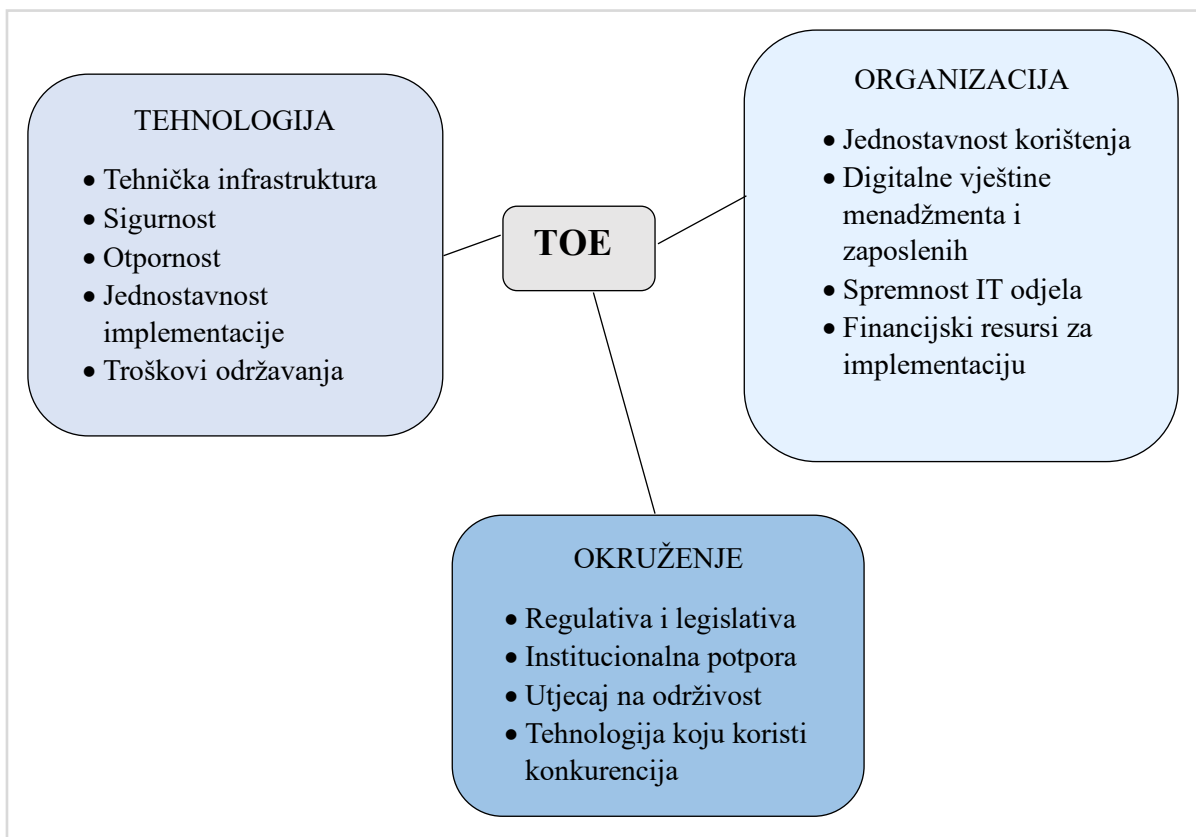 TEHNOLOGIJA
• Tehnička infrastruktura
• Sigurnost
• Otpornost
• Jednostavnost
implementacije
• Troškovi održavanja
TOE
ORGANIZACIJA
• Jednostavnost korištenja
• Digitalne vještine
menadžmenta i
zaposlenih
• Spremnost IT odjela
• Financijski resursi za
implementaciju
OKRUŽENJE
• Regulativa i legislativa
• Institucionalna potpora
• Utjecaj na održivost
• Tehnologija koju koristi
konkurencija